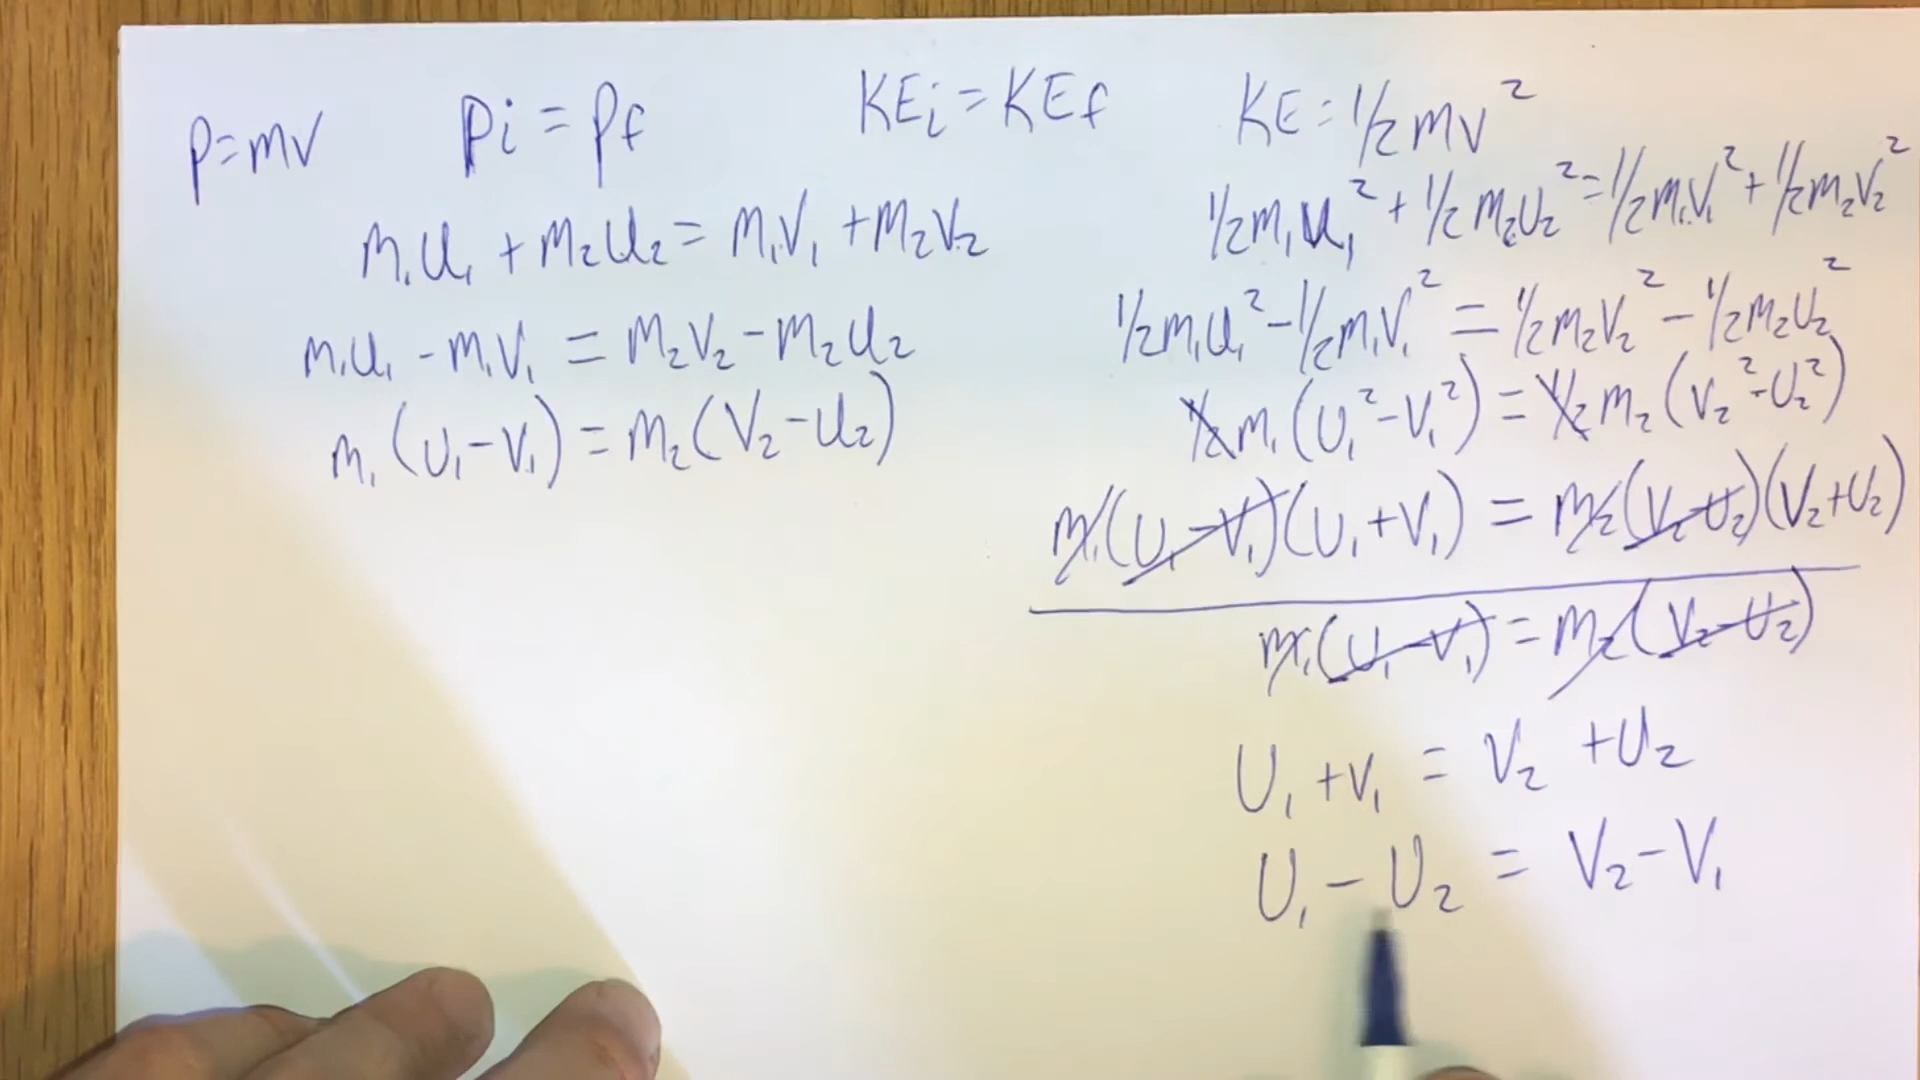 p=mv
pi = pf
m₁U₁ + m₂U₂ = m₁V₁ + m₂V₂
m₁U₁ - m₁V₁ = m₂V₂ - m₂U₂
m₁(U₁-V₁) = m₂(V₂-U₂)
KEi = KEf
KE = 1/2 mv²
1/2m₁U₁² + 1/2m₂U₂² = 1/2m₁V₁² + 1/2m₂V₂²
1/2m₁U₁² - 1/2m₁V₁² = 1/2m₂V₂² - 1/2m₂U₂²
1/2m₁(U₁²-V₁²) = 1/2m₂(V₂²-U₂²)
m₁(U₁-V₁)(U₁+V₁) = m₂(V₂-U₂)(V₂+U₂)
m₁(U₁-V₁) = m₂(V₂-U₂)
U₁ + V₁ = V₂ + U₂
U₁ - U₂ = V₂ - V₁